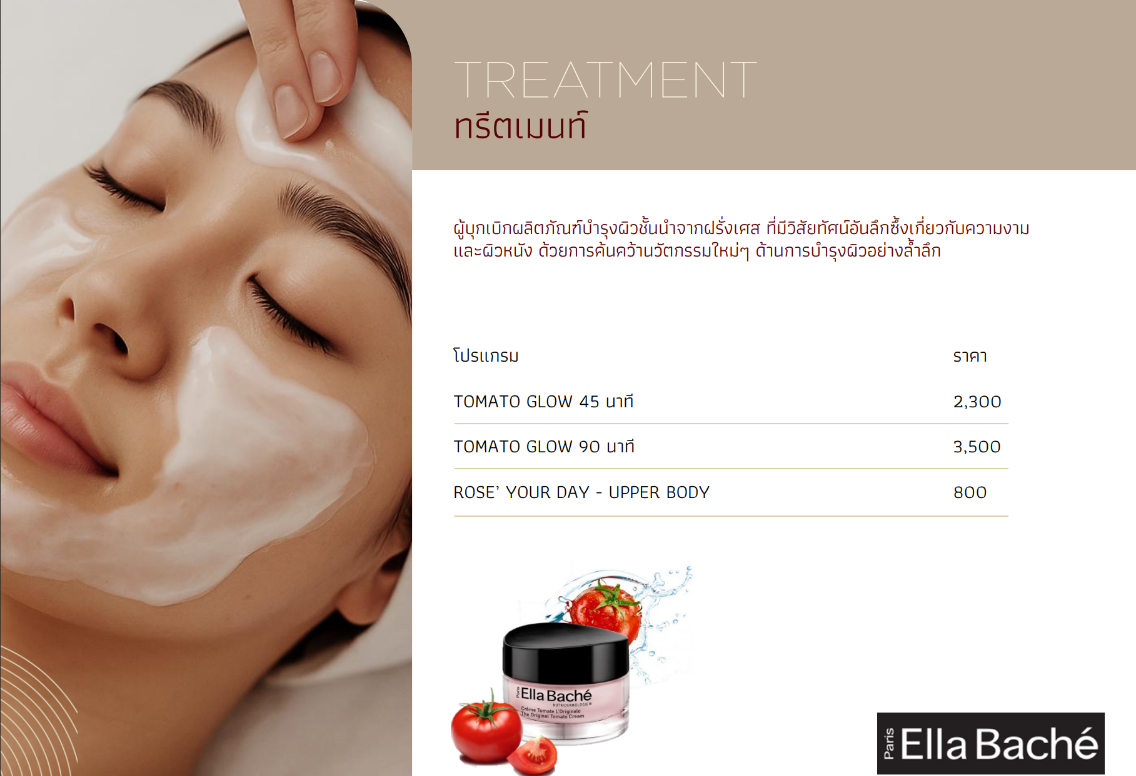 TREATMENT
ทรีตเมนท์
ผู้บุกเบิกผลิตภัณฑ์บำรุงผิวชั้นนำจากฝรั่งเศส ที่มีวิสัยทัศน์อันลึกซึ้งเกี่ยวกับความงาม
และผิวหนัง ด้วยการค้นคว้านวัตกรรมใหม่ๆ ด้านการบำรุงผิวอย่างล้ำลึก
โปรแกรม ราคา
TOMATO GLOW 45 นาที 2,300
TOMATO GLOW 90 นาที 3,500
ROSE' YOUR DAY - UPPER BODY 800
Paris Ella Baché
Crème Tomate L'Originale
The Original Tomate Cream
Paris Ella Baché